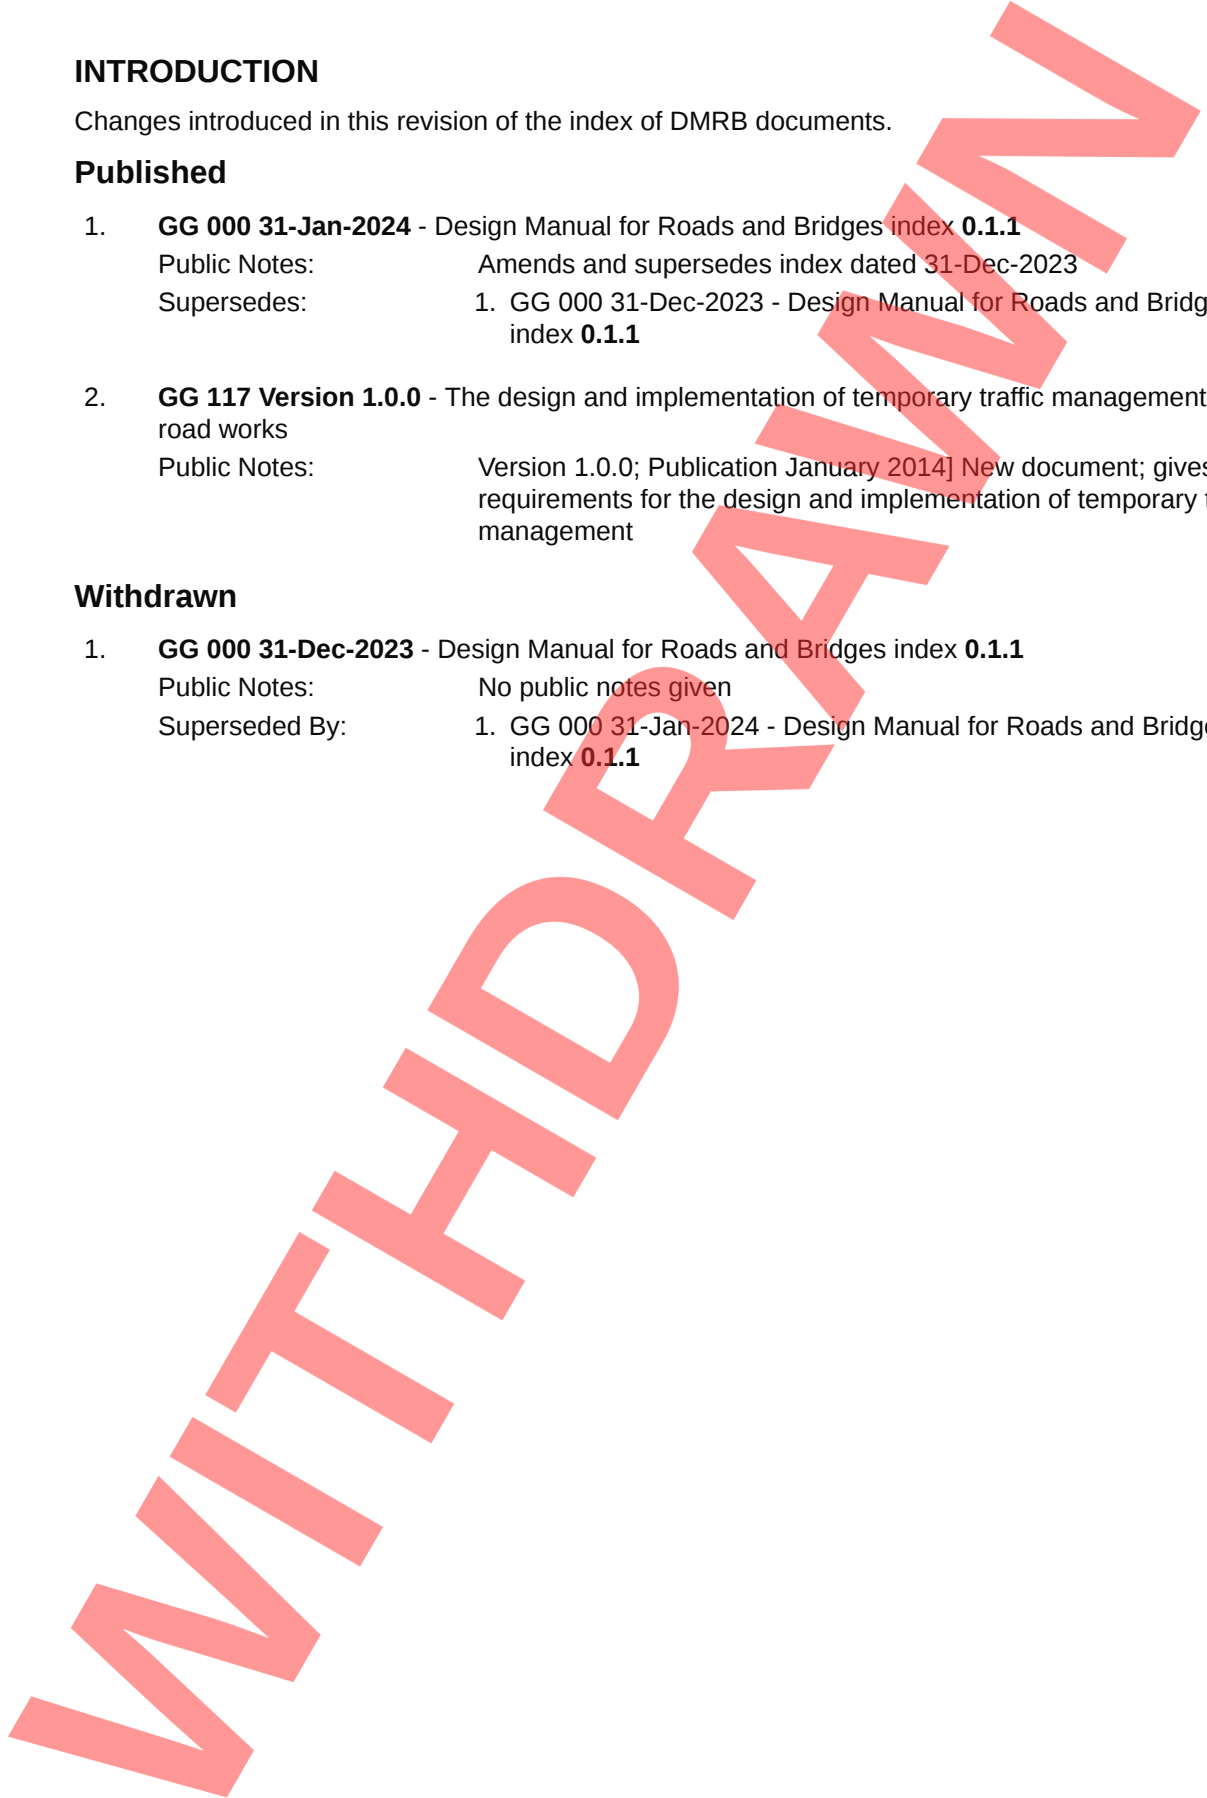 INTRODUCTION
Changes introduced in this revision of the index of DMRB documents.
Published
1. GG 000 31-Jan-2024 - Design Manual for Roads and Bridges index 0.1.1
Public Notes: Amends and supersedes index dated 31-Dec-2023
Supersedes: 1. GG 000 31-Dec-2023 - Design Manual for Roads and
index 0.1.1
2. GG 117 Version 1.0.0 - The design and implementation of temporary traffic management
road works
Public Notes: Version 1.0.0; Publication January 2014] New document; gives
requirements for the design and implementation of temporary
management
Withdrawn
1. GG 000 31-Dec-2023 - Design Manual for Roads and Bridges index 0.1.1
Public Notes: No public notes given
Superseded By: 1. GG 000 31-Jan-2024 - Design Manual for Roads and
index 0.1.1
WITHDRAWN